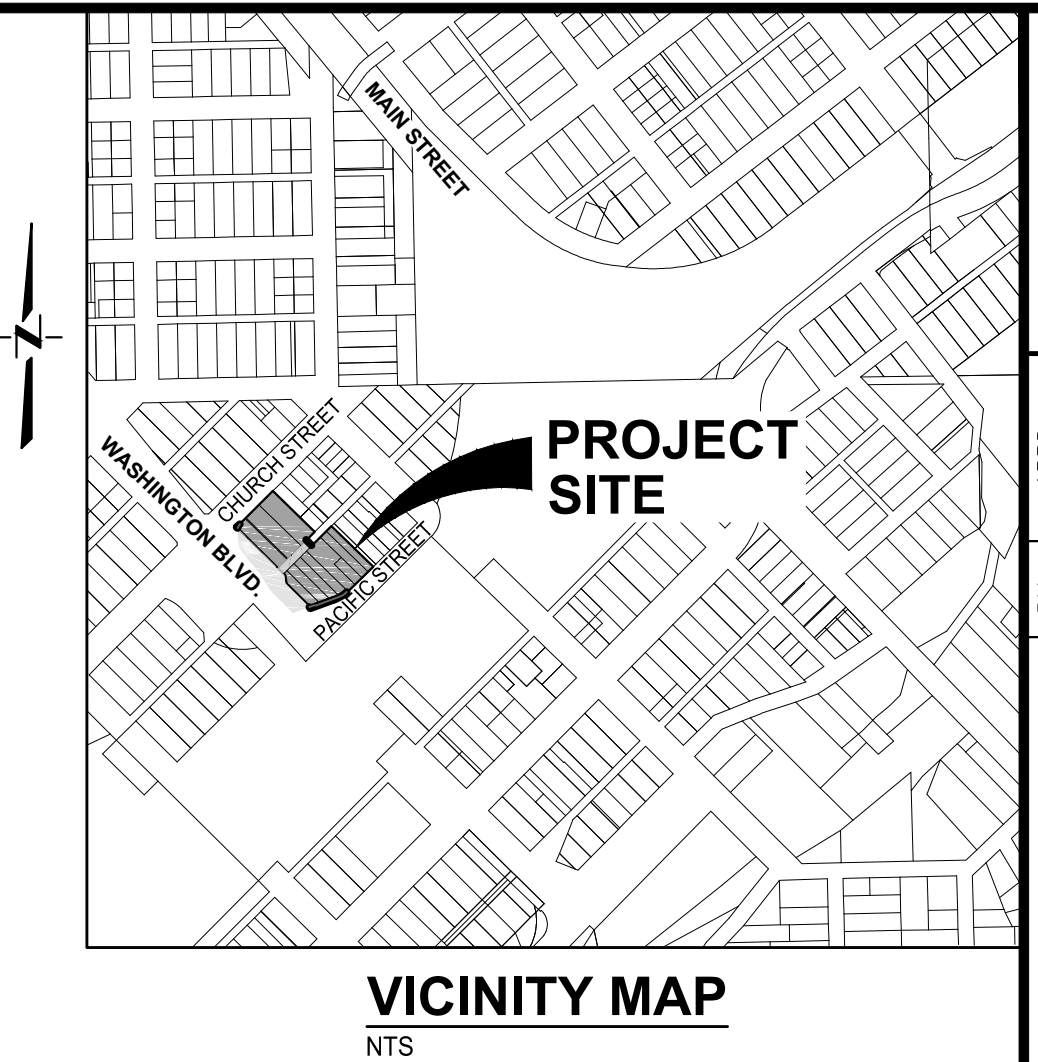 MAIN STREET
N
CHURCH STREET
WASHINGTON BLVD.
PROJECT
SITE
PACIFIC STREET
VICINITY MAP
NTS